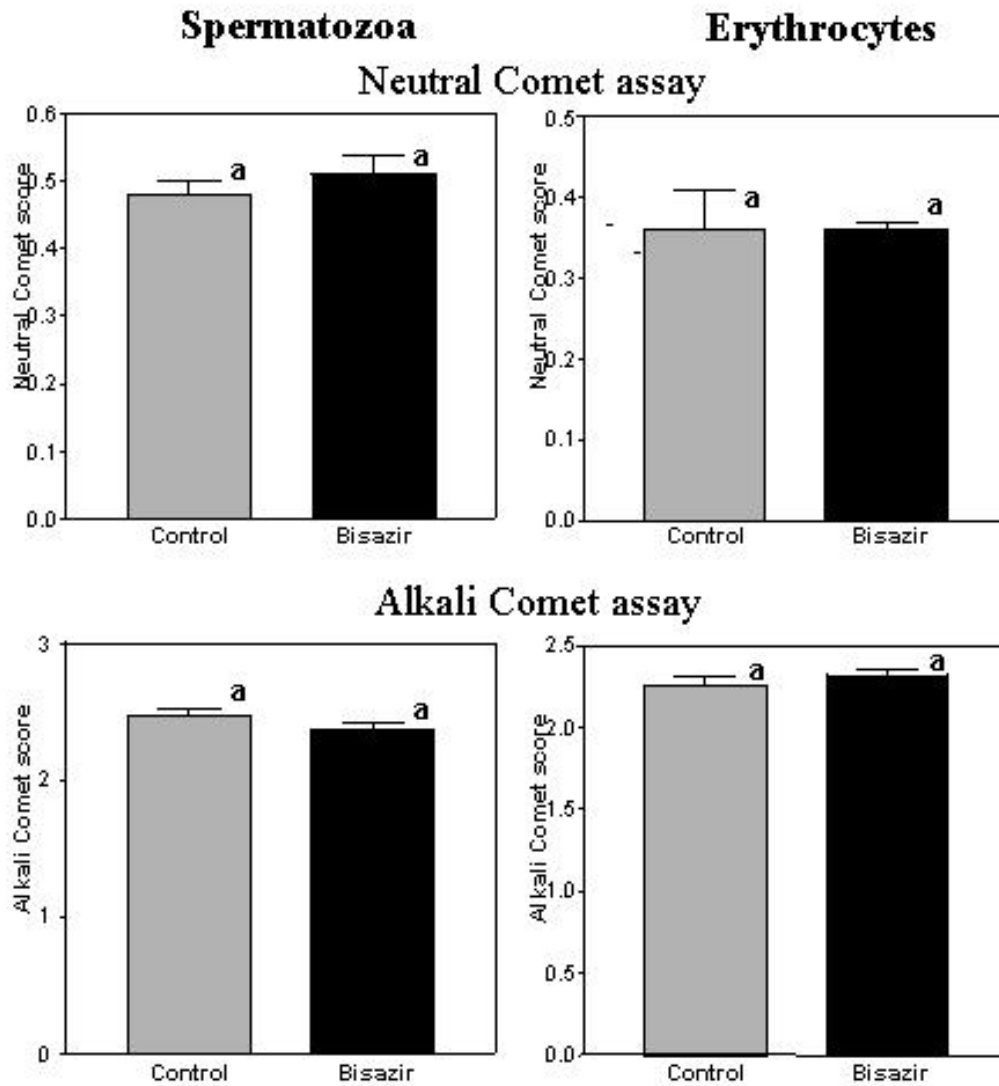 Spermatozoa Erythrocytes
Neutral Comet assay
Neutral Comet score
0.6
0.5
0.4
0.3
0.2
0.1
0.0
a
a
Control Bisazir
Neutral Comet score
0.5
0.4
0.3
0.2
0.1
0.0
a
a
Control Bisazir
Alkali Comet assay
Alkali Comet score
3
2
1
0
a
a
Control Bisazir
Alkali Comet score
2.5
2.0
1.5
1.0
0.5
0.0
a
a
Control Bisazir